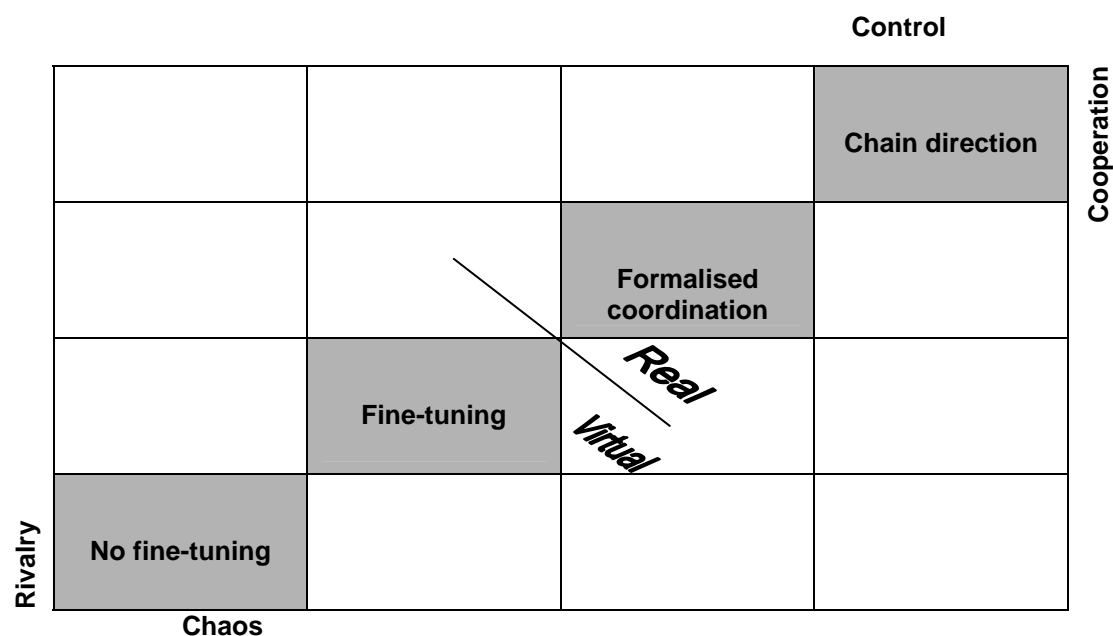 Control
Cooperation
Chain direction
Formalised
coordination
Real
Fine-tuning
Virtual
Rivalry
No fine-tuning
Chaos